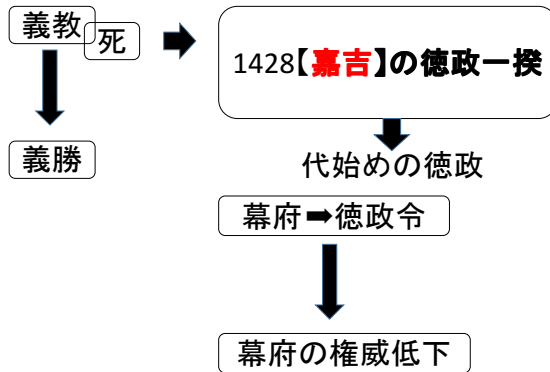 義教
死
1428【嘉吉】の徳政一揆
義勝
代始めの徳政
幕府➡徳政令
幕府の権威低下